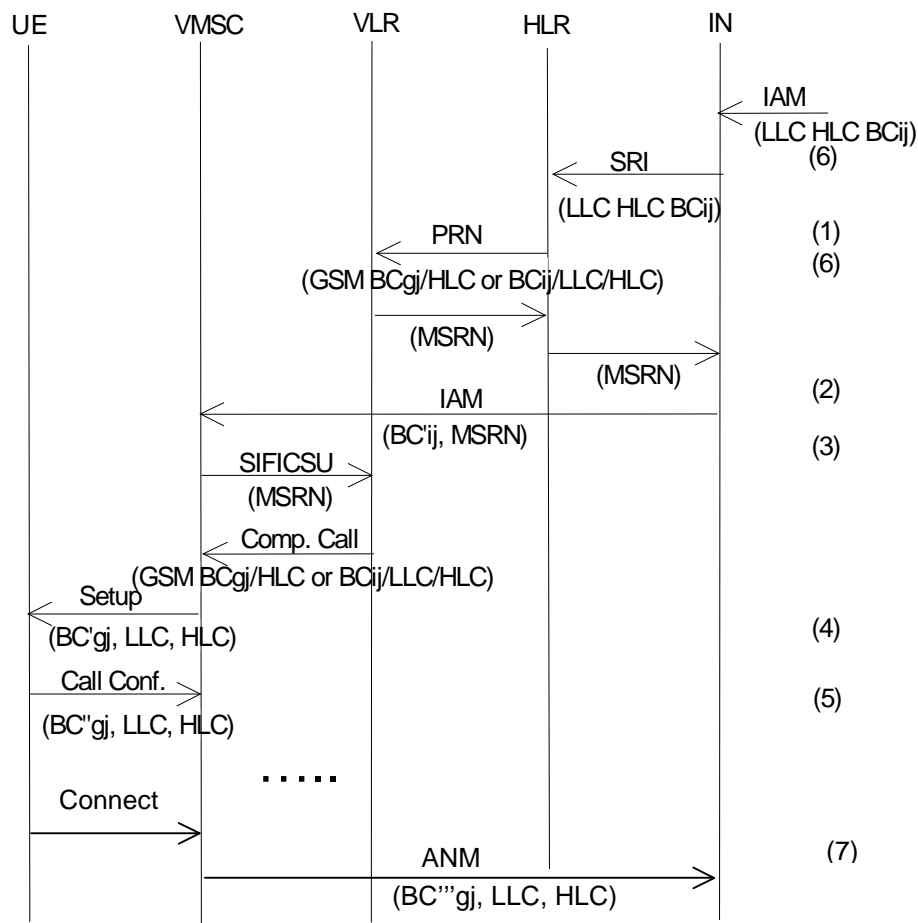 UE VMSC VLR HLR IN
IAM
(LLC HLC BCij)
(6)
SRI
(LLC HLC BCij)
(1)
PRN
(6)
(GSM BCgj/HLC or BCij/LLC/HLC)
(MSRN)
(MSRN)
(2)
IAM
(BC'ij, MSRN)
(3)
SIFICSU
(MSRN)
Comp. Call
(GSM BCgj/HLC or BCij/LLC/HLC)
Setup
(BC'gj, LLC, HLC)
(4)
Call Conf.
(5)
(BC"gj, LLC, HLC)
.....
Connect
ANM
(7)
(BC'''gj, LLC, HLC)